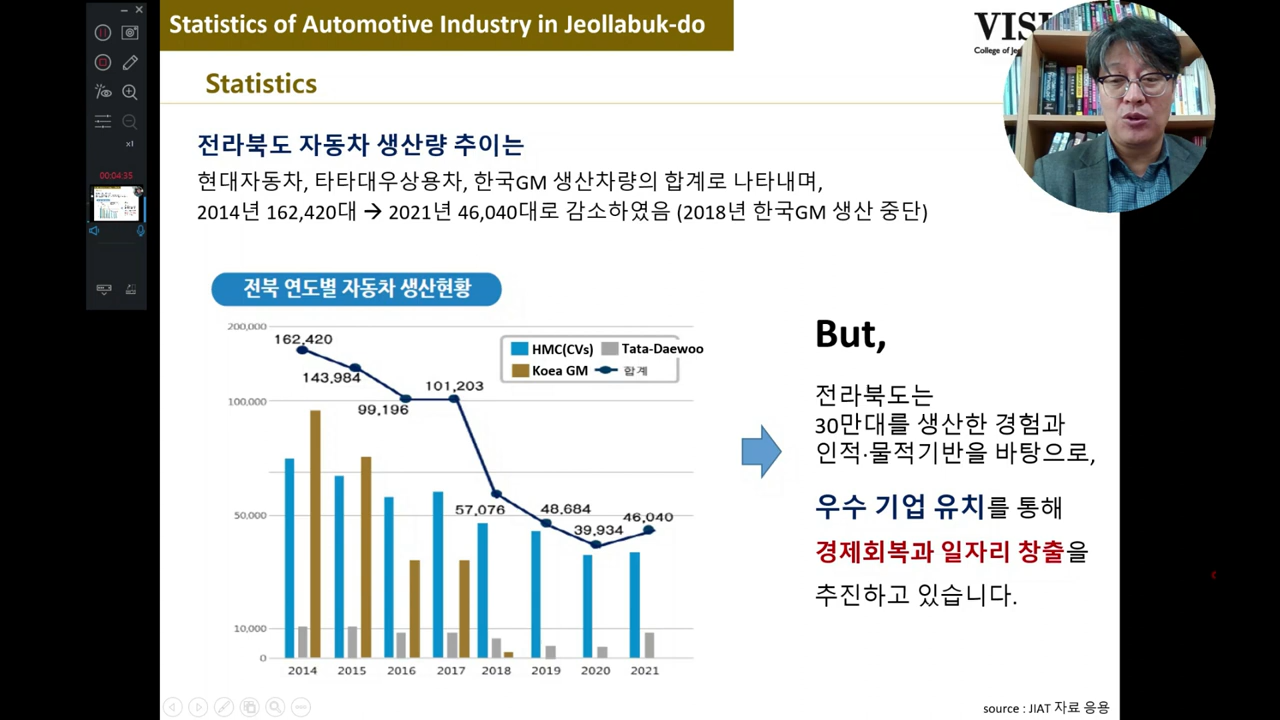 Statistics of Automotive Industry in Jeollabuk-do
VISI
College of Jeo
Statistics
x1
00:04:35
전라북도 자동차 생산량 추이는
현대자동차, 타타대우상용차, 한국GM 생산차량의 합계로 나타내며,
2014년 162,420대 → 2021년 46,040대로 감소하였음 (2018년 한국GM 생산 중단)
전북 연도별 자동차 생산현황
200,000
100,000
50,000
10,000
0
162,420
143,984
99,196
101,203
57,076
48,684
39,934
46,040
HMC(CVs)
Tata-Daewoo
Koea GM
합계
2014
2015
2016
2017
2018
2019
2020
2021
But,
전라북도는
30만대를 생산한 경험과
인적·물적기반을 바탕으로,
우수 기업 유치를 통해
경제회복과 일자리 창출을
추진하고 있습니다.
source : JIAT 자료 응용